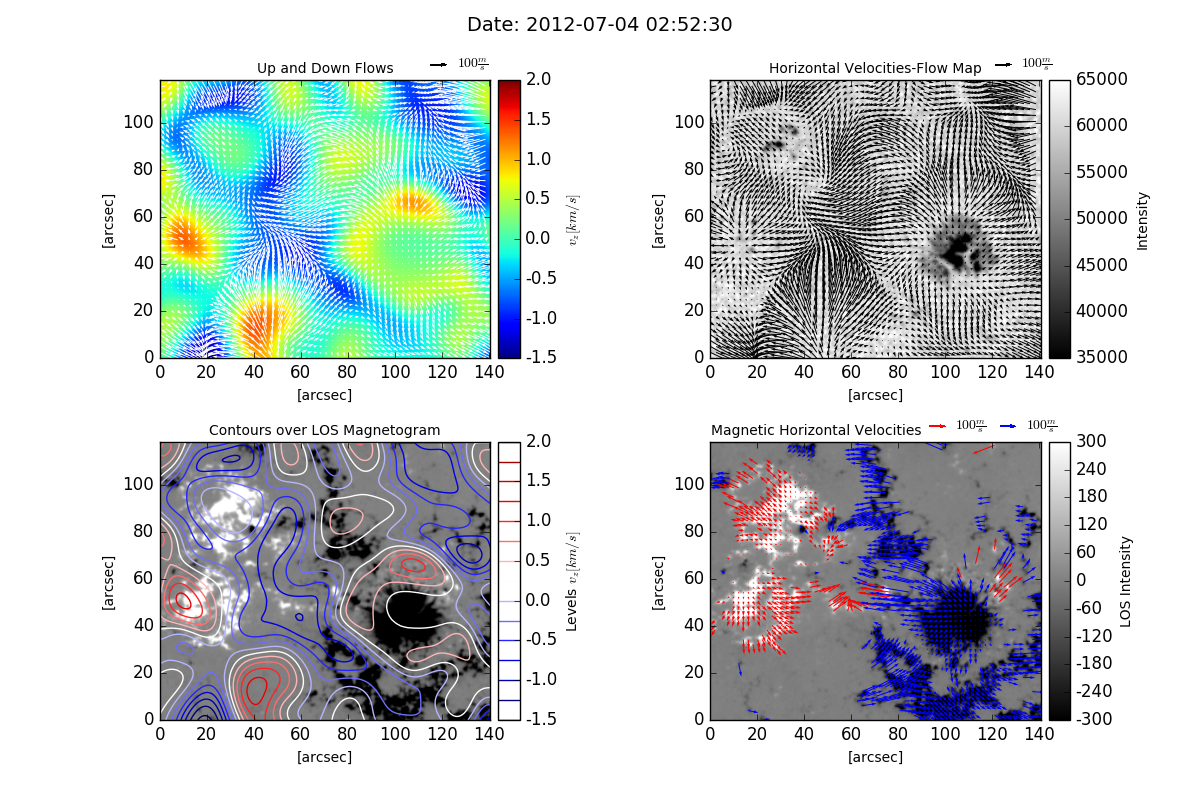 Date: 2012-07-04 02:52:30
Up and Down Flows
100 m/s
Horizontal Velocities-Flow Map
100 m/s
2.0
1.5
1.0
0.5
0.0
-0.5
-1.0
-1.5
v_z[km/s]
100
80
60
40
20
0
[arcsec]
0 20 40 60 80 100 120 140
[arcsec]
65000
60000
55000
50000
45000
40000
35000
Intensity
100
80
60
40
20
0
[arcsec]
0 20 40 60 80 100 120 140
[arcsec]
Contours over LOS Magnetogram
2.0
1.5
1.0
0.5
0.0
-0.5
-1.0
-1.5
Levels v_z[km/s]
100
80
60
40
20
0
[arcsec]
0 20 40 60 80 100 120 140
[arcsec]
Magnetic Horizontal Velocities
100 m/s
100 m/s
300
240
180
120
60
0
-60
-120
-180
-240
-300
LOS Intensity
100
80
60
40
20
0
[arcsec]
0 20 40 60 80 100 120 140
[arcsec]